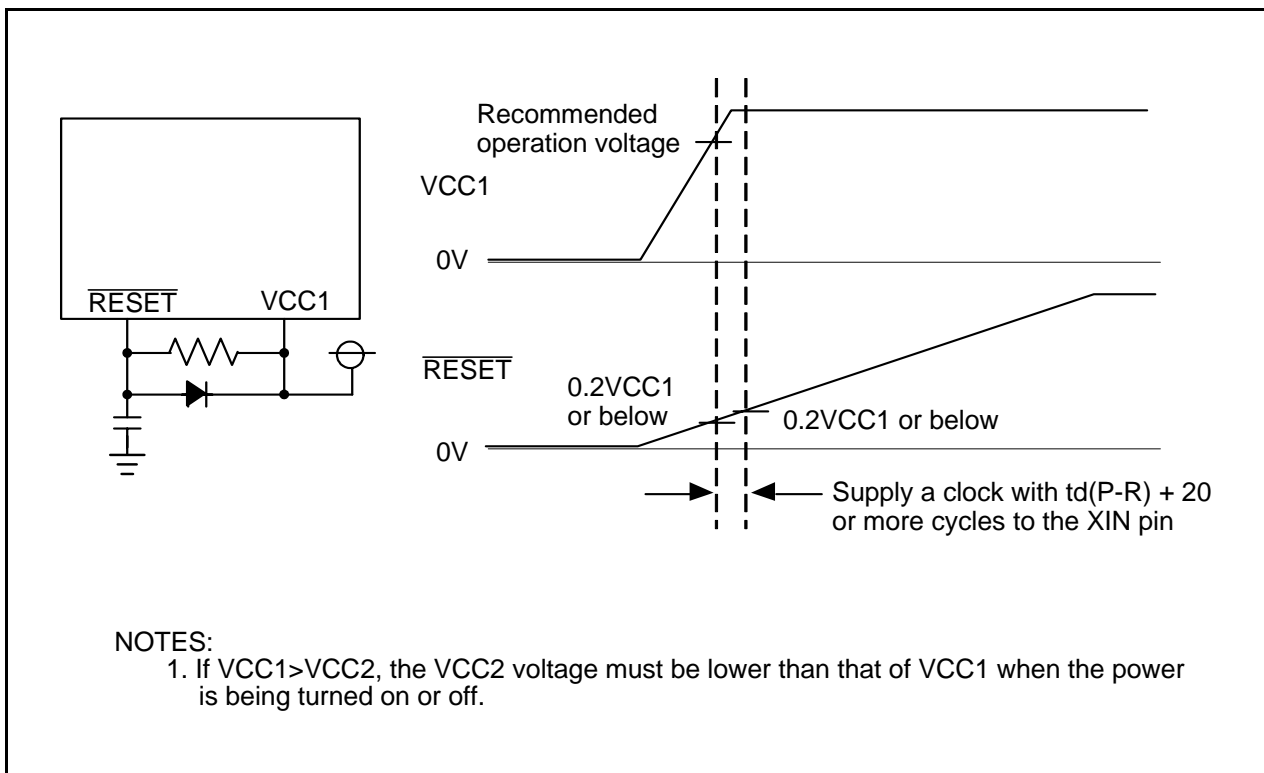 RESET
VCC1
Recommended
operation voltage
VCC1
0V
RESET
0.2VCC1
or below
0.2VCC1 or below
0V
Supply a clock with td(P-R) + 20
or more cycles to the XIN pin
NOTES:
1. If VCC1>VCC2, the VCC2 voltage must be lower than that of VCC1 when the power
is being turned on or off.